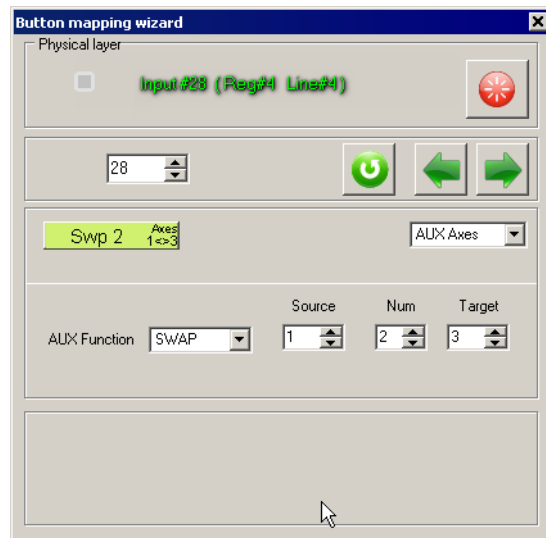 Button mapping wizard
Physical layer
Input #28 (Reg#4 Line#4)
28
Swp 2 Axes 1<>3
AUX Axes
Source Num Target
AUX Function SWAP 1 2 3